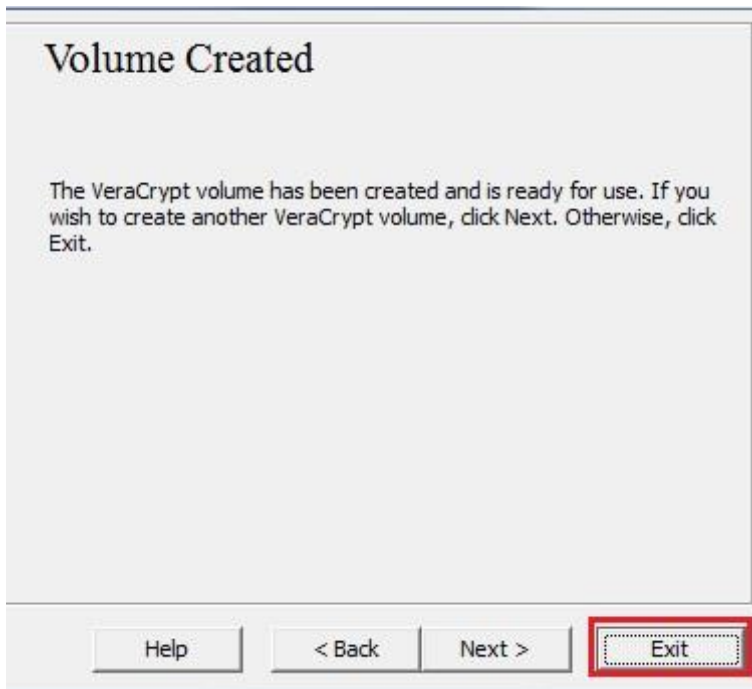 Volume Created
The VeraCrypt volume has been created and is ready for use. If you
wish to create another VeraCrypt volume, click Next. Otherwise, click
Exit.
Help
< Back
Next >
Exit